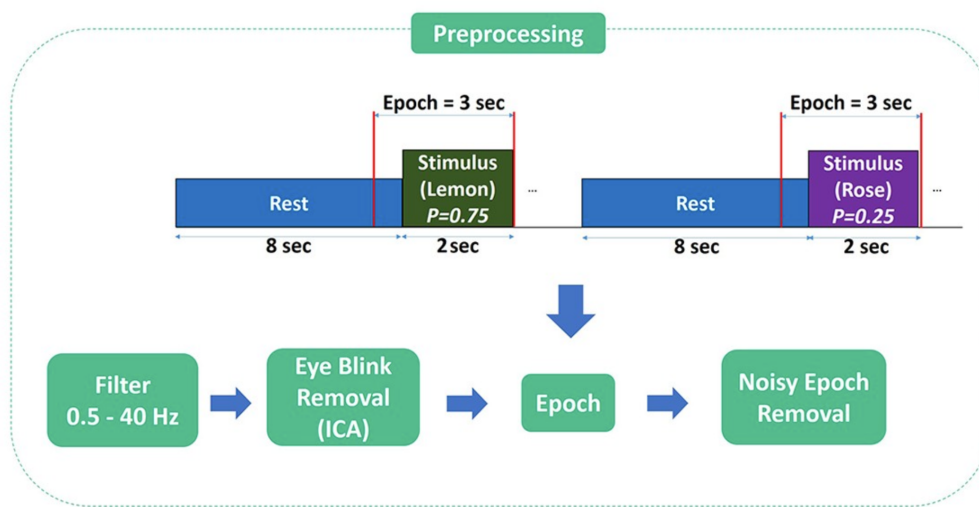 Preprocessing
Epoch = 3 sec
Epoch = 3 sec
Rest
Stimulus
(Lemon)
P=0.75
...
Rest
Stimulus
(Rose)
P=0.25
...
8 sec
2 sec
8 sec
2 sec
Filter
0.5 - 40 Hz
Eye Blink
Removal
(ICA)
Epoch
Noisy Epoch
Removal